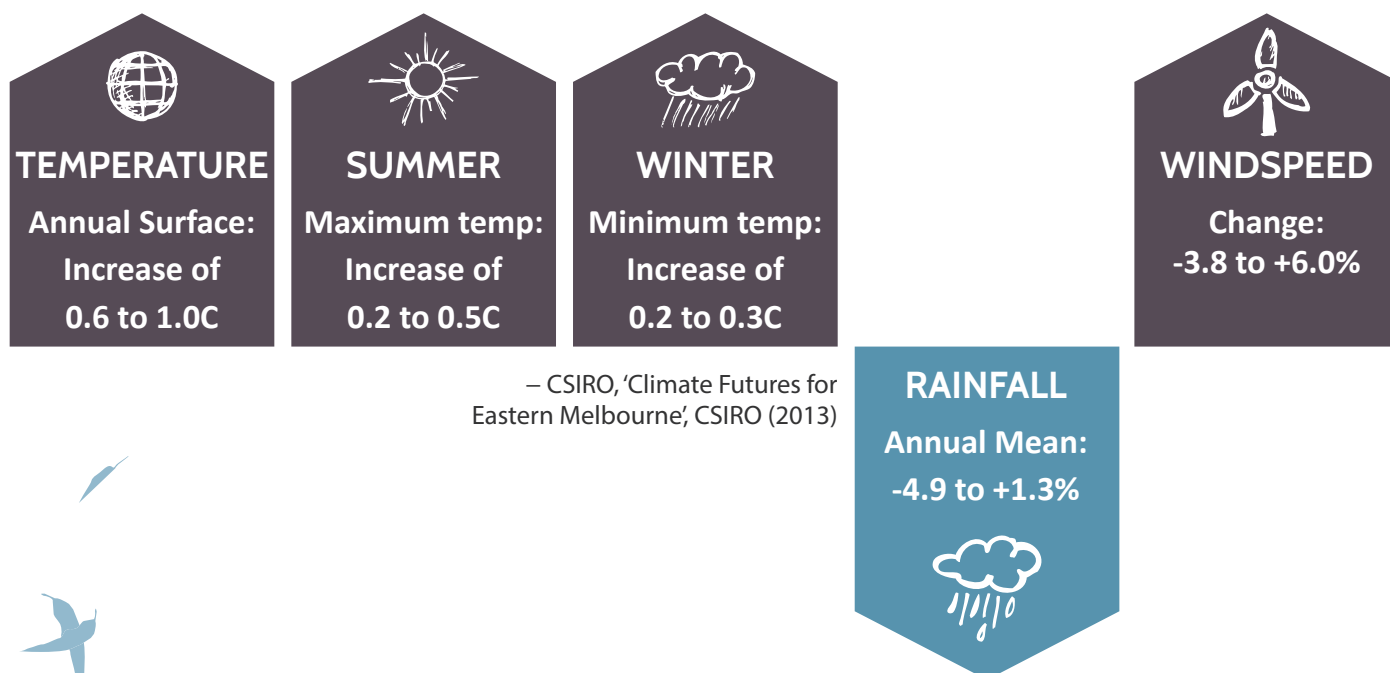 TEMPERATURE
Annual Surface:
Increase of
0.6 to 1.0C
SUMMER
Maximum temp:
Increase of
0.2 to 0.5C
WINTER
Minimum temp:
Increase of
0.2 to 0.3C
– CSIRO, ‘Climate Futures for
Eastern Melbourne’, CSIRO (2013)
RAINFALL
Annual Mean:
-4.9 to +1.3%
WINDSPEED
Change:
-3.8 to +6.0%